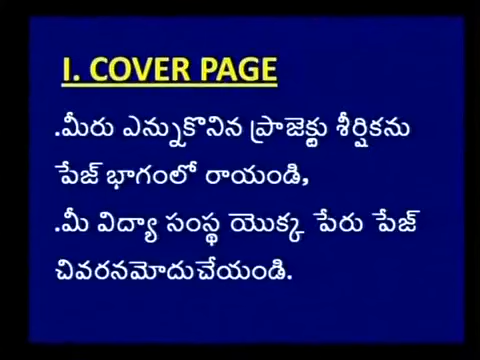 I. COVER PAGE
.మీరు ఎన్నుకొనిన ప్రాజెక్టు శీర్షికను
పేజ్ భాగంలో రాయండి,
.మీ విద్యా సంస్థ యొక్క పేరు పేజ్
చివరనమోదుచేయండి.